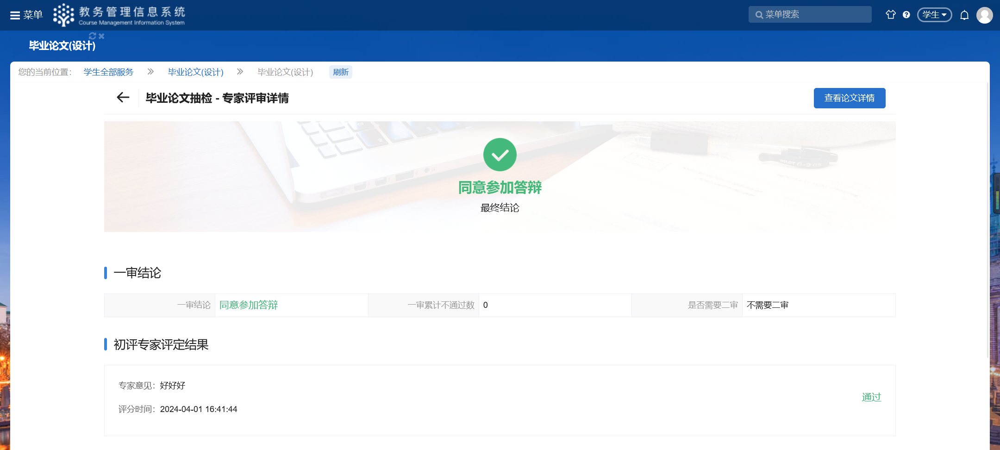 菜单
教务管理信息系统
Course Management Information System
菜单搜索
学生
毕业论文(设计)
您的当前位置： 学生全部服务 » 毕业论文(设计) » 毕业论文(设计) 刷新
毕业论文抽检 - 专家评审详情
查看论文详情
同意参加答辩
最终结论
一审结论
一审结论 同意参加答辩 一审累计不通过数 0 是否需要二审 不需要二审
初评专家评定结果
专家意见：好好好
通过
评分时间：2024-04-01 16:41:44